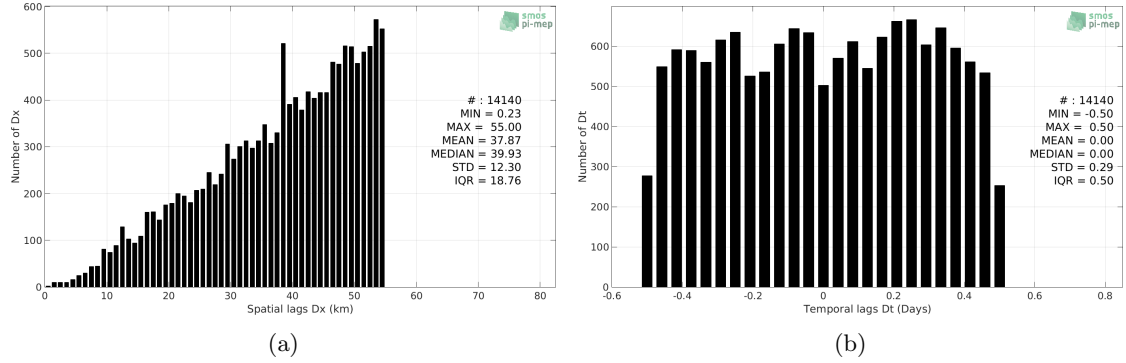 600
500
400
300
200
100
0
Number of Dx
0 10 20 30 40 50 60 70 80
Spatial lags Dx (km)
smos
pi-mep
# : 14140
MIN = 0.23
MAX = 55.00
MEAN = 37.87
MEDIAN = 39.93
STD = 12.30
IQR = 18.76
(a)
600
500
400
300
200
100
0
Number of Dt
-0.6 -0.4 -0.2 0 0.2 0.4 0.6 0.8
Temporal lags Dt (Days)
smos
pi-mep
# : 14140
MIN = -0.50
MAX = 0.50
MEAN = 0.00
MEDIAN = 0.00
STD = 0.29
IQR = 0.50
(b)